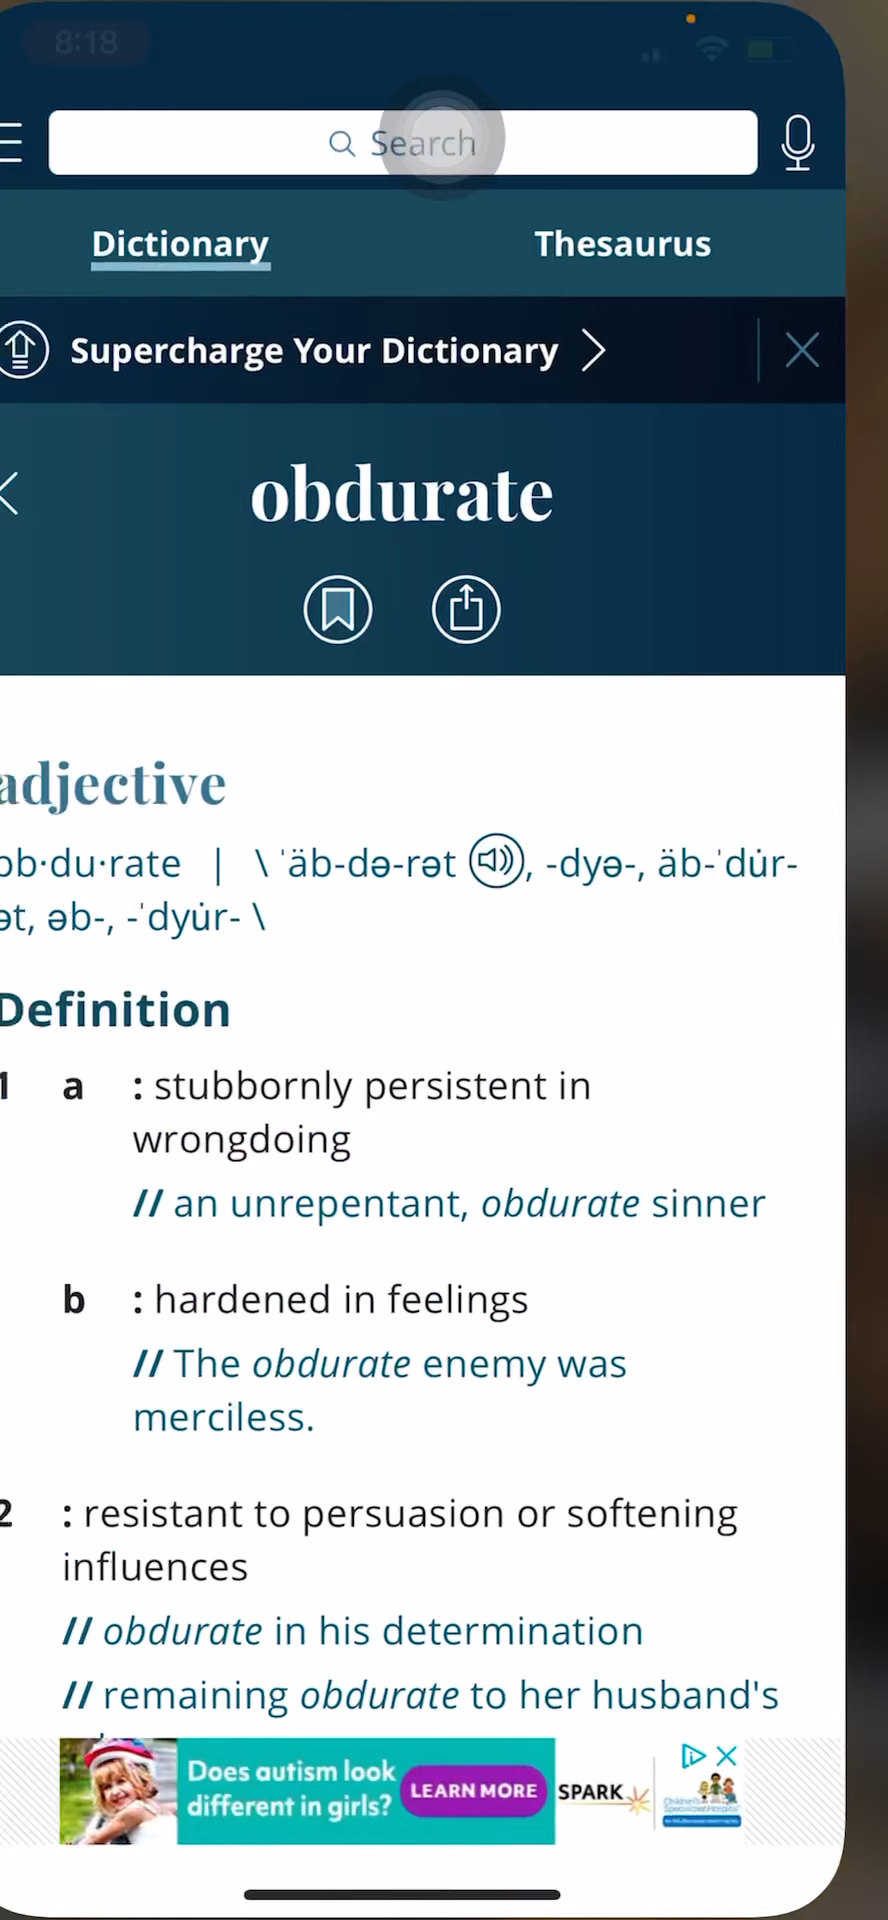 8:18
Search
Dictionary Thesaurus
Supercharge Your Dictionary
obdurate
adjective
ob·du·rate | \ ˈäb-də-rət , -dyə-, äb-ˈdu̇r-
ət, əb-, -ˈdyu̇r- \
Definition
1 a : stubbornly persistent in
wrongdoing
// an unrepentant, obdurate sinner
b : hardened in feelings
// The obdurate enemy was
merciless.
2 : resistant to persuasion or softening
influences
// obdurate in his determination
// remaining obdurate to her husband's
Does autism look
different in girls?
LEARN MORE
SPARK